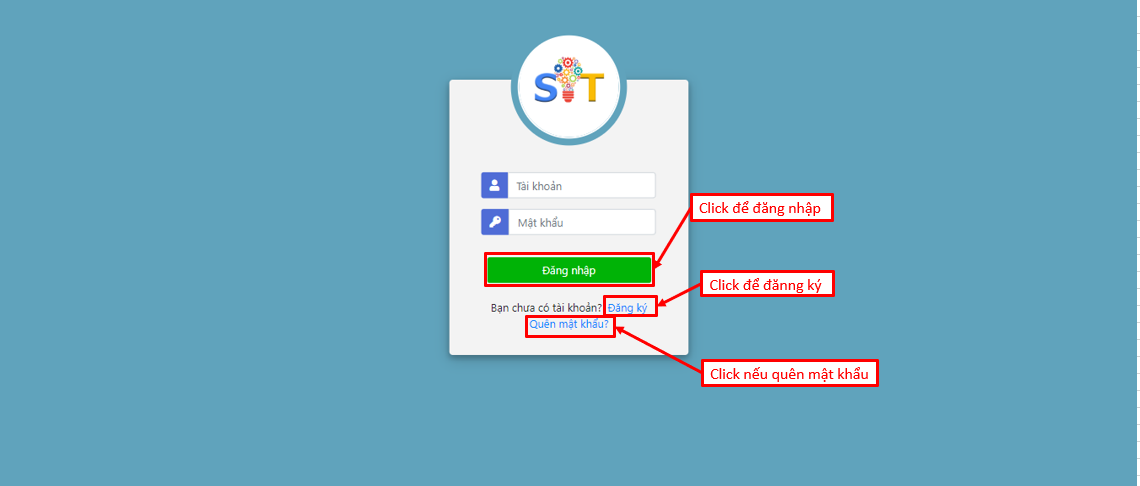 SIT
Tài khoản
Mật khẩu
Click để đăng nhập
Đăng nhập
Click để đănng ký
Bạn chưa có tài khoản? Đăng ký
Quên mật khẩu?
Click nếu quên mật khẩu